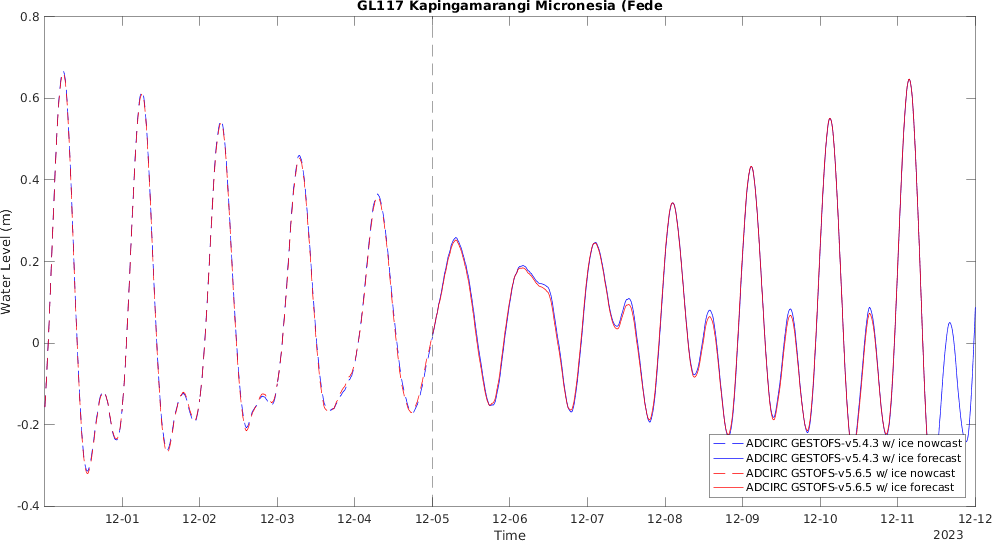 GL117 Kapingamarangi Micronesia (Fede
0.8
0.6
0.4
0.2
0
-0.2
-0.4
Water Level (m)
12-01 12-02 12-03 12-04 12-05 12-06 12-07 12-08 12-09 12-10 12-11 12-12
Time
2023
ADCIRC GESTOFS-v5.4.3 w/ ice nowcast
ADCIRC GESTOFS-v5.4.3 w/ ice forecast
ADCIRC GSTOFS-v5.6.5 w/ ice nowcast
ADCIRC GSTOFS-v5.6.5 w/ ice forecast